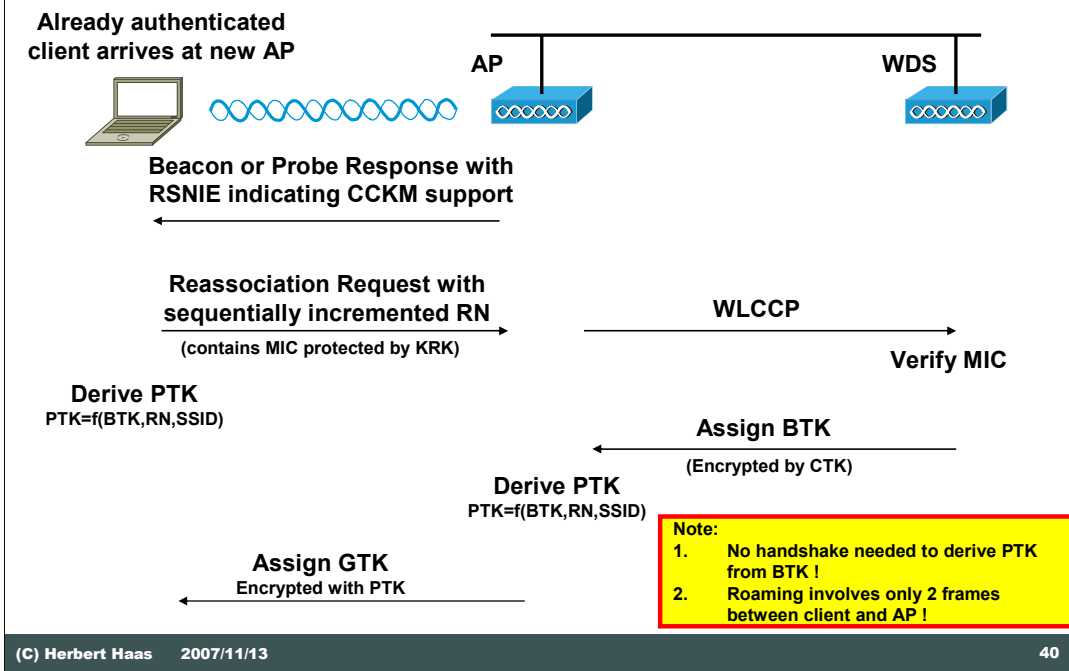 Already authenticated
client arrives at new AP
AP
WDS
Beacon or Probe Response with
RSNIE indicating CCKM support
Reassociation Request with
sequentially incremented RN
(contains MIC protected by KRK)
WLCCP
Verify MIC
Derive PTK
PTK=f(BTK,RN,SSID)
Assign BTK
(Encrypted by CTK)
Derive PTK
PTK=f(BTK,RN,SSID)
Assign GTK
Encrypted with PTK
Note:
1. No handshake needed to derive PTK
from BTK !
2. Roaming involves only 2 frames
between client and AP !
(C) Herbert Haas 2007/11/13
40